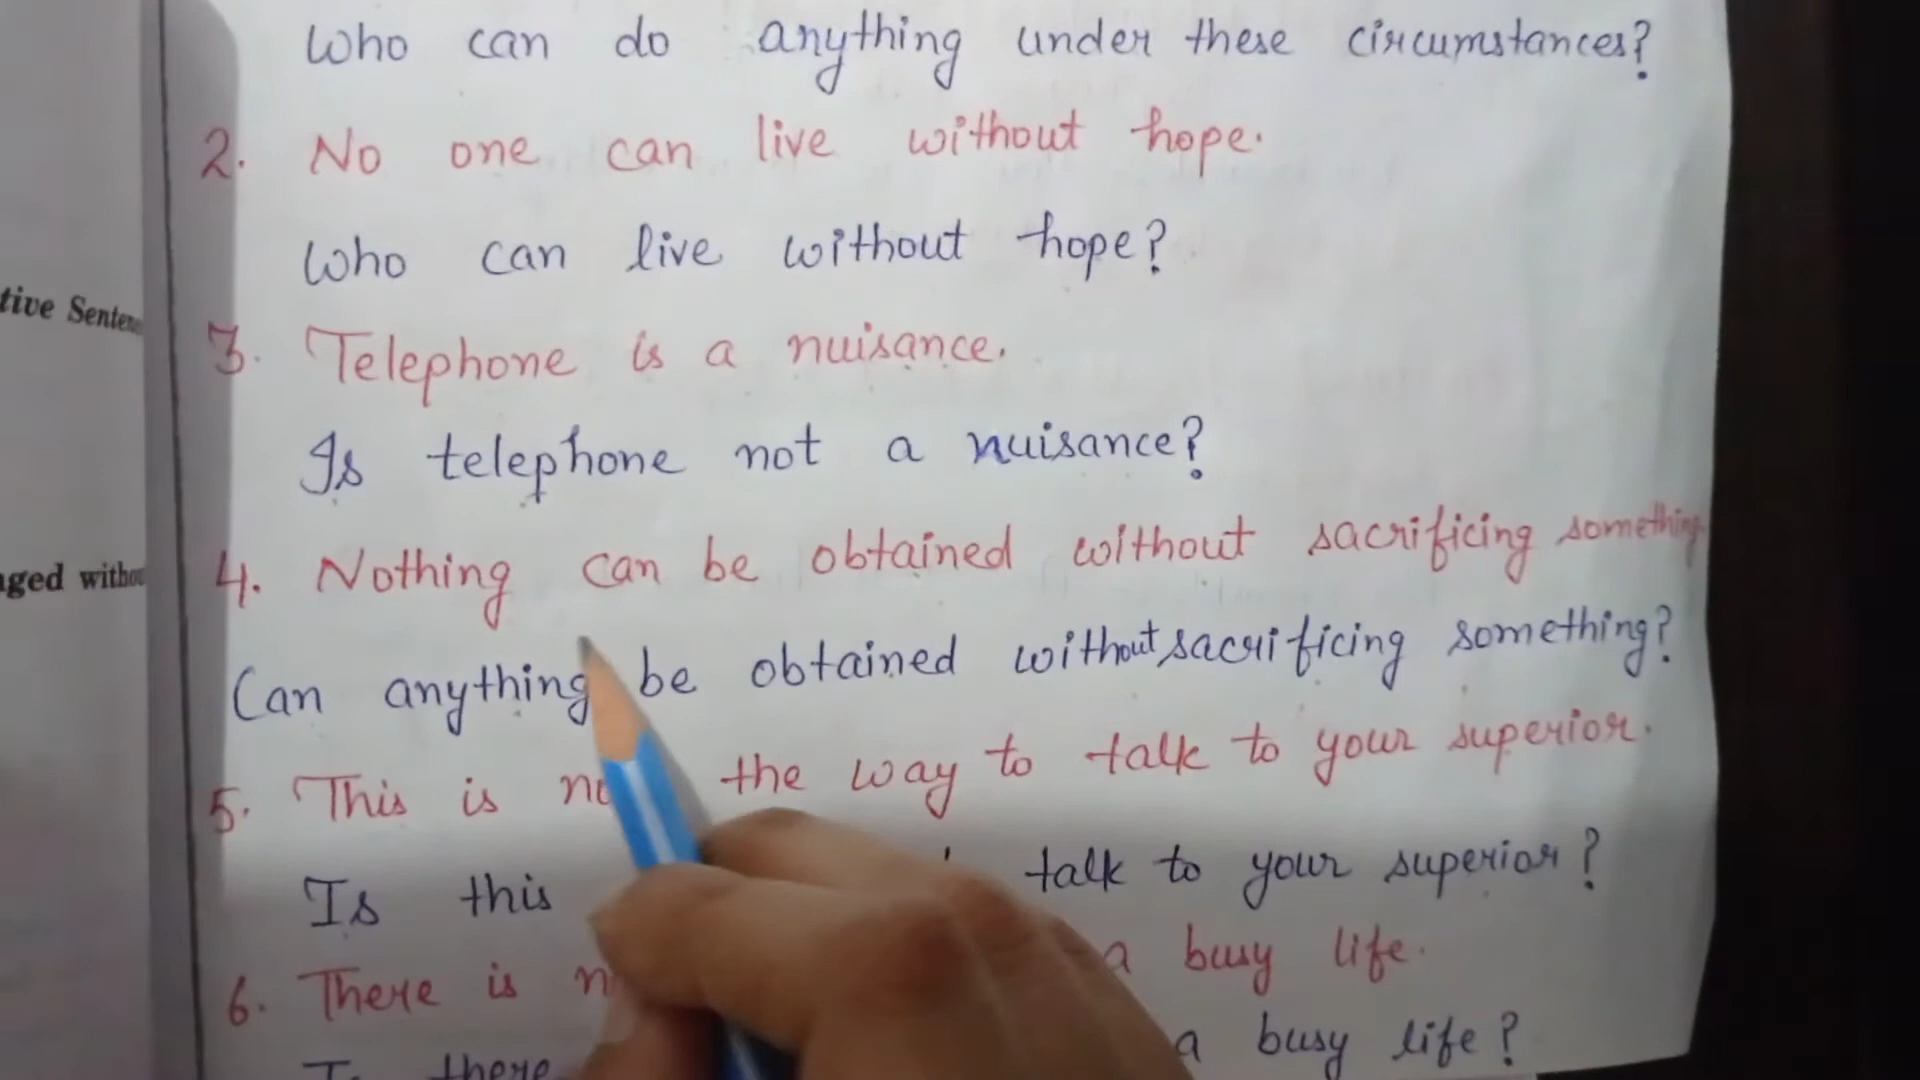 Who can do anything under these circumstances?
2. No one can live without hope.
Who can live without hope?
tive Senten
3. Telephone is a nuisance.
Is telephone not a nuisance?
4. Nothing can be obtained without sacrificing something
aged withou
Can anything be obtained without sacrificing something?
5. This is the way to talk to your superior.
Is this talk to your superior?
6. There is a busy life.
there a busy life?